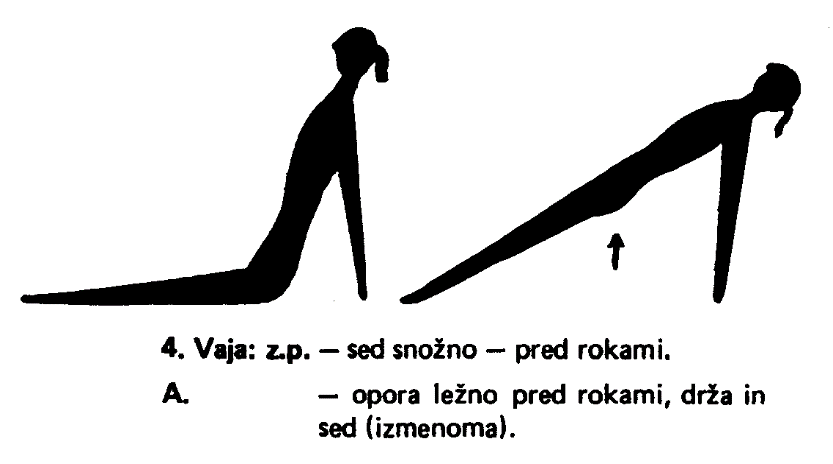 4. Vaja: z.p. — sed snožno — pred rokami.
A. — opora ležno pred rokami, drža in
sed (izmenoma).